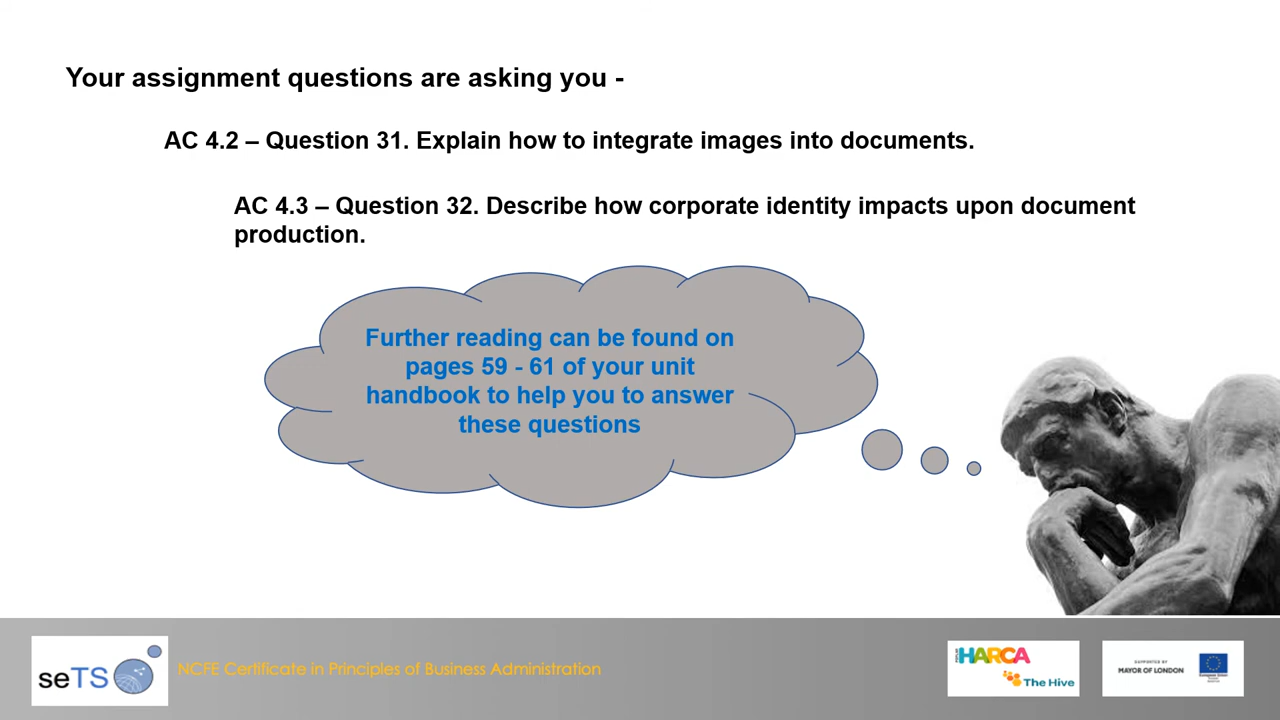 Your assignment questions are asking you -
AC 4.2 – Question 31. Explain how to integrate images into documents.
AC 4.3 – Question 32. Describe how corporate identity impacts upon document
production.
Further reading can be found on
pages 59 - 61 of your unit
handbook to help you to answer
these questions
seTS
NCFE Certificate in Principles of Business Administration
HARCA
The Hive
SUPPORTED BY
MAYOR OF LONDON
European Union